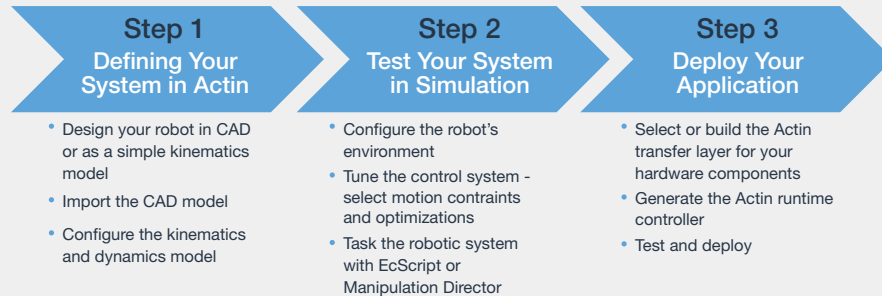 Step 1
Defining Your
System in Actin
• Design your robot in CAD
or as a simple kinematics
model
• Import the CAD model
• Configure the kinematics
and dynamics model
Step 2
Test Your System
in Simulation
• Configure the robot's
environment
• Tune the control system -
select motion contraints
and optimizations
• Task the robotic system
with EcScript or
Manipulation Director
Step 3
Deploy Your
Application
• Select or build the Actin
transfer layer for your
hardware components
• Generate the Actin runtime
controller
• Test and deploy